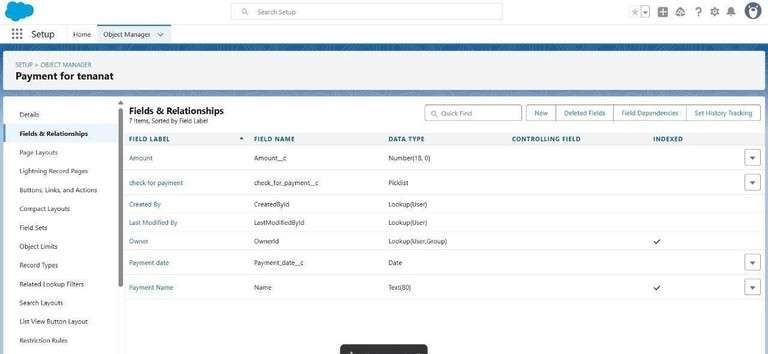 Search Setup
Setup Home Object Manager
SETUP > OBJECT MANAGER
Payment for tenanat
Details
Fields & Relationships
Page Layouts
Lightning Record Pages
Buttons, Links, and Actions
Compact Layouts
Field Sets
Object Limits
Record Types
Related Lookup Filters
Search Layouts
List View Button Layout
Restriction Rules
Fields & Relationships
7 Items, Sorted by Field Label
Quick Find New Deleted Fields Field Dependencies Set History Tracking
FIELD LABEL FIELD NAME DATA TYPE CONTROLLING FIELD INDEXED
Amount Amount__c Number(18, 0)
check for payment check_for_payment__c Picklist
Created By CreatedById Lookup(User)
Last Modified By LastModifiedById Lookup(User)
Owner OwnerId Lookup(User,Group)
Payment date Payment_date__c Date
Payment Name Name Text(80)